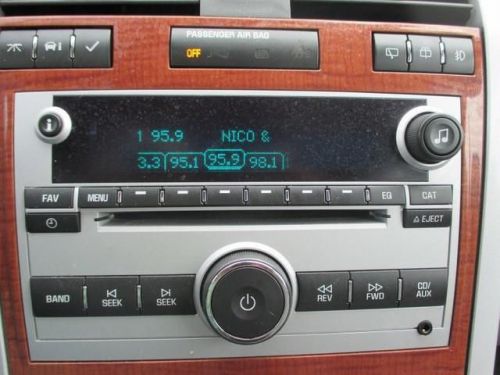 PASSENGER AIR BAG
OFF
1 95.9 NICO &
3.3 95.1 95.9 98.1
FAV MENU EQ CAT
EJECT
BAND SEEK SEEK REV FWD CD/AUX